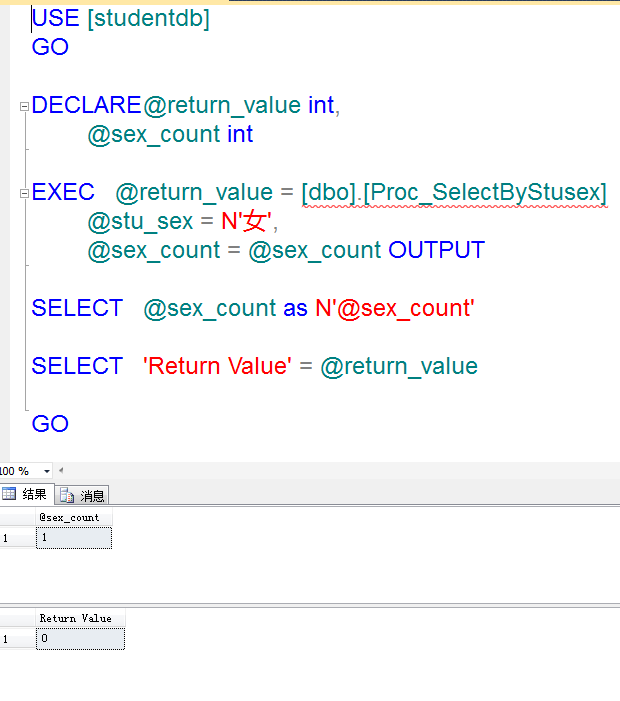 USE [studentdb]
GO
DECLARE @return_value int,
@sex_count int
EXEC @return_value = [dbo].[Proc_SelectByStusex]
@stu_sex = N'女',
@sex_count = @sex_count OUTPUT
SELECT @sex_count as N'@sex_count'
SELECT 'Return Value' = @return_value
GO
100 %
结果 消息
@sex_count
1 1
Return Value
1 0